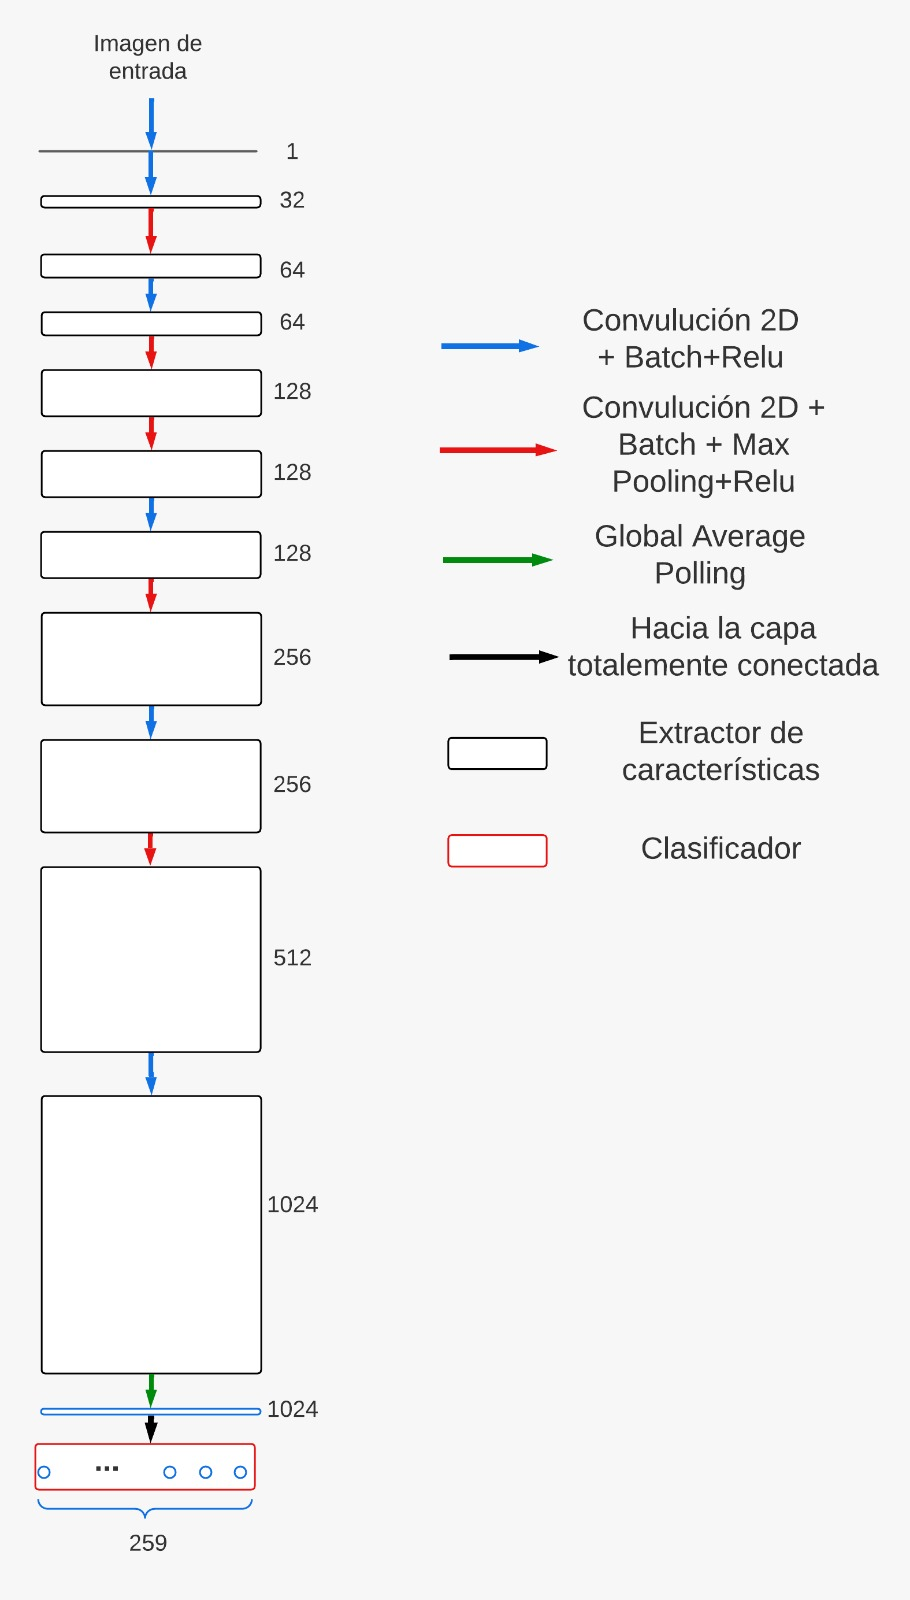 Imagen de
entrada
1
32
64
64
128
128
128
256
256
512
1024
1024
259
Convulución 2D
+ Batch+Relu
Convulución 2D +
Batch + Max
Pooling+Relu
Global Average
Polling
Hacia la capa
totalemente conectada
Extractor de
características
Clasificador